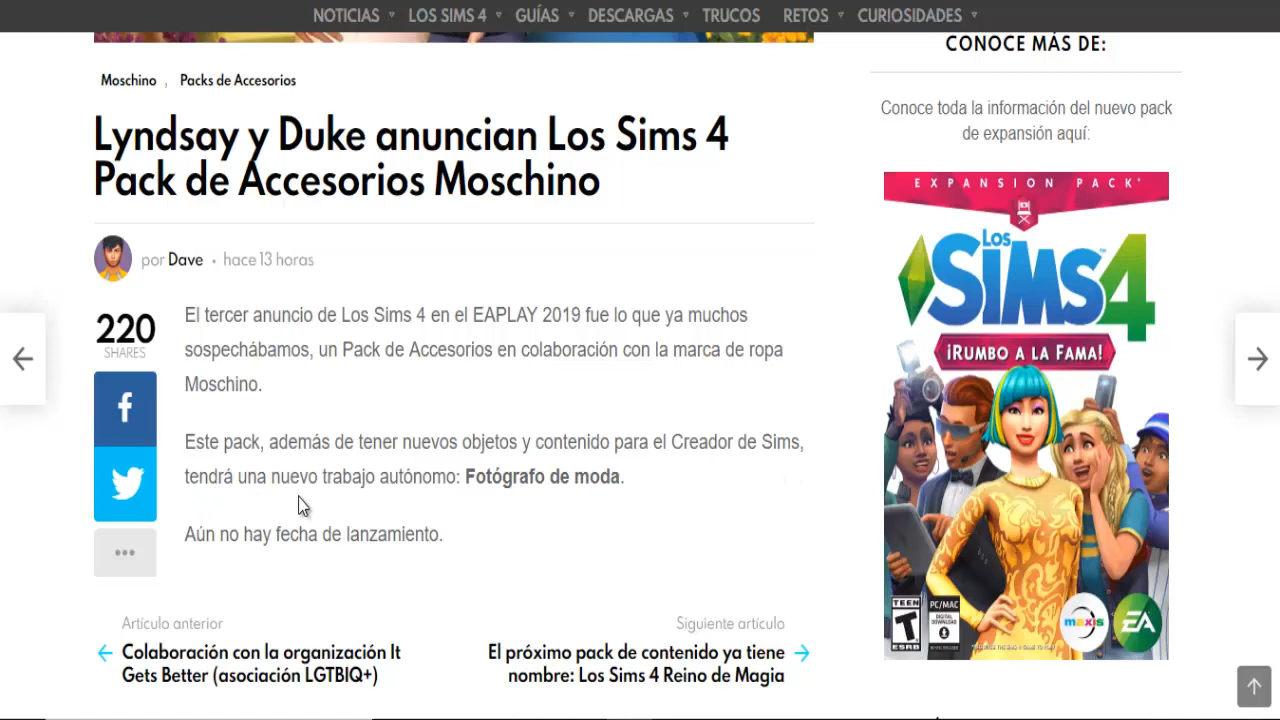 NOTICIAS LOS SIMS 4 GUÍAS DESCARGAS TRUCOS RETOS CURIOSIDADES
Moschino , Packs de Accesorios
Lyndsay y Duke anuncian Los Sims 4
Pack de Accesorios Moschino
por Dave • hace 13 horas
220
SHARES
El tercer anuncio de Los Sims 4 en el EAPLAY 2019 fue lo que ya muchos
sospechábamos, un Pack de Accesorios en colaboración con la marca de ropa
Moschino.
Este pack, además de tener nuevos objetos y contenido para el Creador de Sims,
tendrá una nuevo trabajo autónomo: Fotógrafo de moda.
Aún no hay fecha de lanzamiento.
Artículo anterior
Colaboración con la organización It
Gets Better (asociación LGTBIQ+)
Siguiente artículo
El próximo pack de contenido ya tiene
nombre: Los Sims 4 Reino de Magia
CONOCE MÁS DE:
Conoce toda la información del nuevo pack
de expansión aquí:
EXPANSION PACK
LOS
SIMS 4
¡RUMBO A LA FAMA!
TEEN
T
ESRB
PC/MAC
DIGITAL
DOWNLOAD
maxis
EA